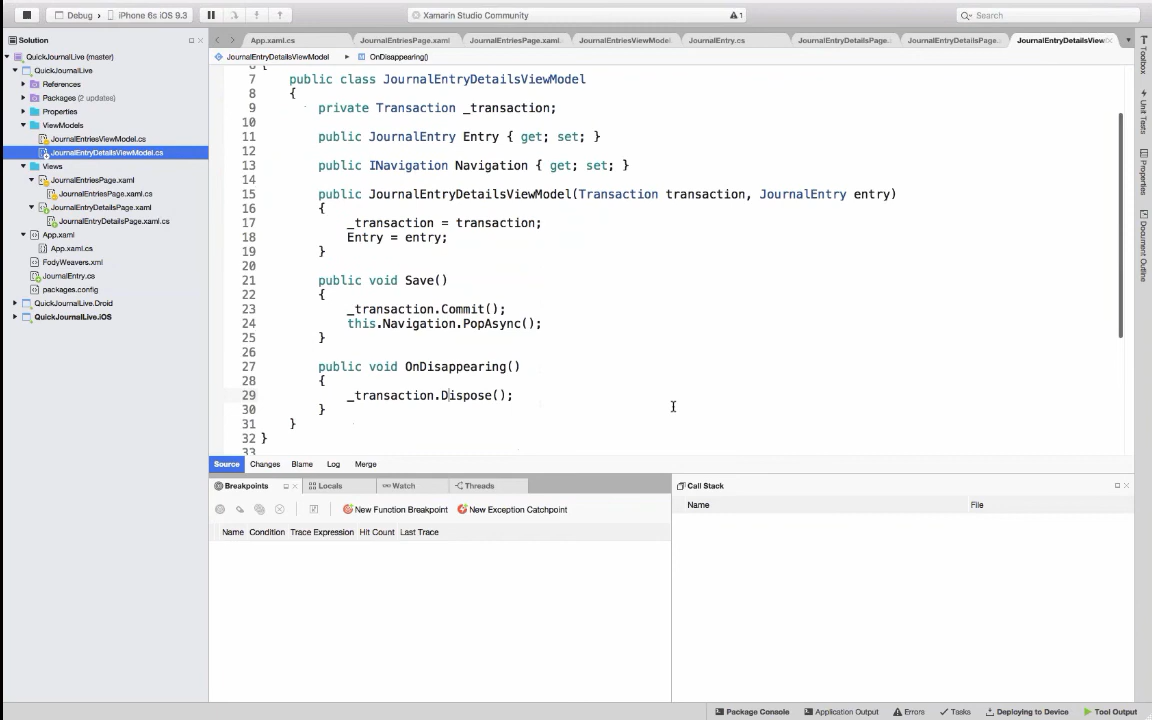 Debug
iPhone 6s iOS 9.3
Xamarin Studio Community
1
Search
Solution
App.xaml.cs
JournalEntriesPage.xaml
JournalEntriesPage.xaml.
JournalEntriesViewModel.
JournalEntry.cs
JournalEntryDetailsPage.
JournalEntryDetailsPage.
JournalEntryDetailsView
QuickJournalLive (master)
QuickJournalLive
References
Packages (2 updates)
Properties
ViewModels
JournalEntriesViewModel.cs
JournalEntryDetailsViewModel.cs
Views
JournalEntriesPage.xaml
JournalEntriesPage.xaml.cs
JournalEntryDetailsPage.xaml
JournalEntryDetailsPage.xaml.cs
App.xaml
App.xaml.cs
FodyWeavers.xml
JournalEntry.cs
packages.config
QuickJournalLive.Droid
QuickJournalLive.iOS
JournalEntryDetailsViewModel
OnDisappearing()
6 {
7 public class JournalEntryDetailsViewModel
8 {
9 private Transaction _transaction;
10
11 public JournalEntry Entry { get; set; }
12
13 public INavigation Navigation { get; set; }
14
15 public JournalEntryDetailsViewModel(Transaction transaction, JournalEntry entry)
16 {
17 _transaction = transaction;
18 Entry = entry;
19 }
20
21 public void Save()
22 {
23 _transaction.Commit();
24 this.Navigation.PopAsync();
25 }
26
27 public void OnDisappearing()
28 {
29 _transaction.Dispose();
30 }
31 }
32 }
33
Source
Changes
Blame
Log
Merge
Toolbox
Unit Tests
Properties
Document Outline
Breakpoints
Locals
Watch
Threads
New Function Breakpoint
New Exception Catchpoint
Name
Condition
Trace Expression
Hit Count
Last Trace
Call Stack
Name
File
Package Console
Application Output
Errors
Tasks
Deploying to Device
Tool Output